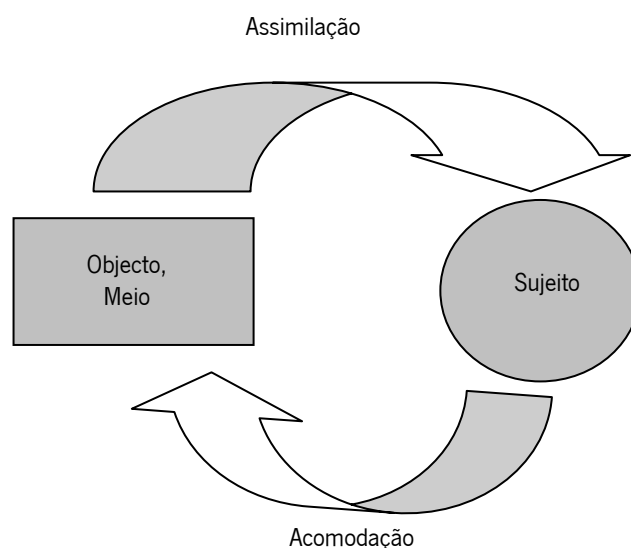 Assimilação
Objecto,
Meio
Sujeito
Acomodação